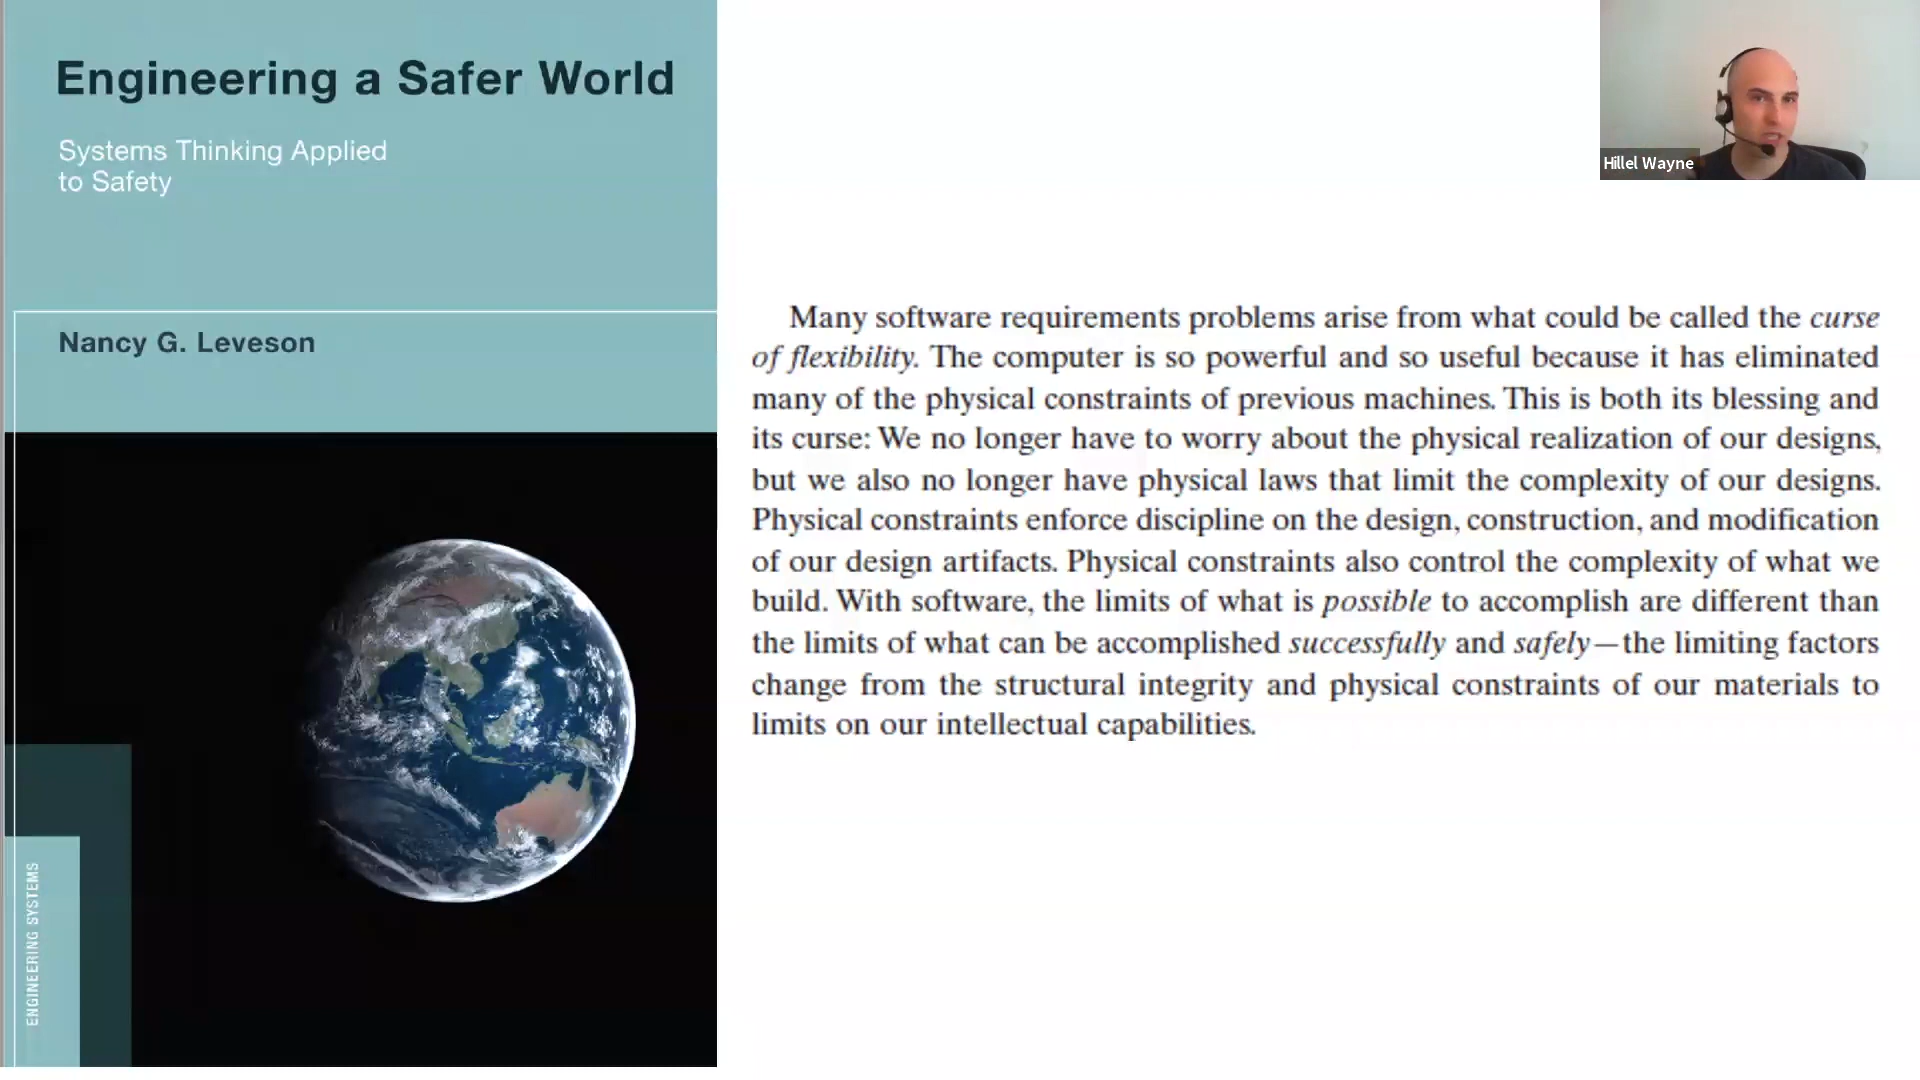 Engineering a Safer World
Systems Thinking Applied
to Safety
Nancy G. Leveson
ENGINEERING SYSTEMS
Many software requirements problems arise from what could be called the curse
of flexibility. The computer is so powerful and so useful because it has eliminated
many of the physical constraints of previous machines. This is both its blessing and
its curse: We no longer have to worry about the physical realization of our designs,
but we also no longer have physical laws that limit the complexity of our designs.
Physical constraints enforce discipline on the design, construction, and modification
of our design artifacts. Physical constraints also control the complexity of what we
build. With software, the limits of what is possible to accomplish are different than
the limits of what can be accomplished successfully and safely—the limiting factors
change from the structural integrity and physical constraints of our materials to
limits on our intellectual capabilities.
Hillel Wayne